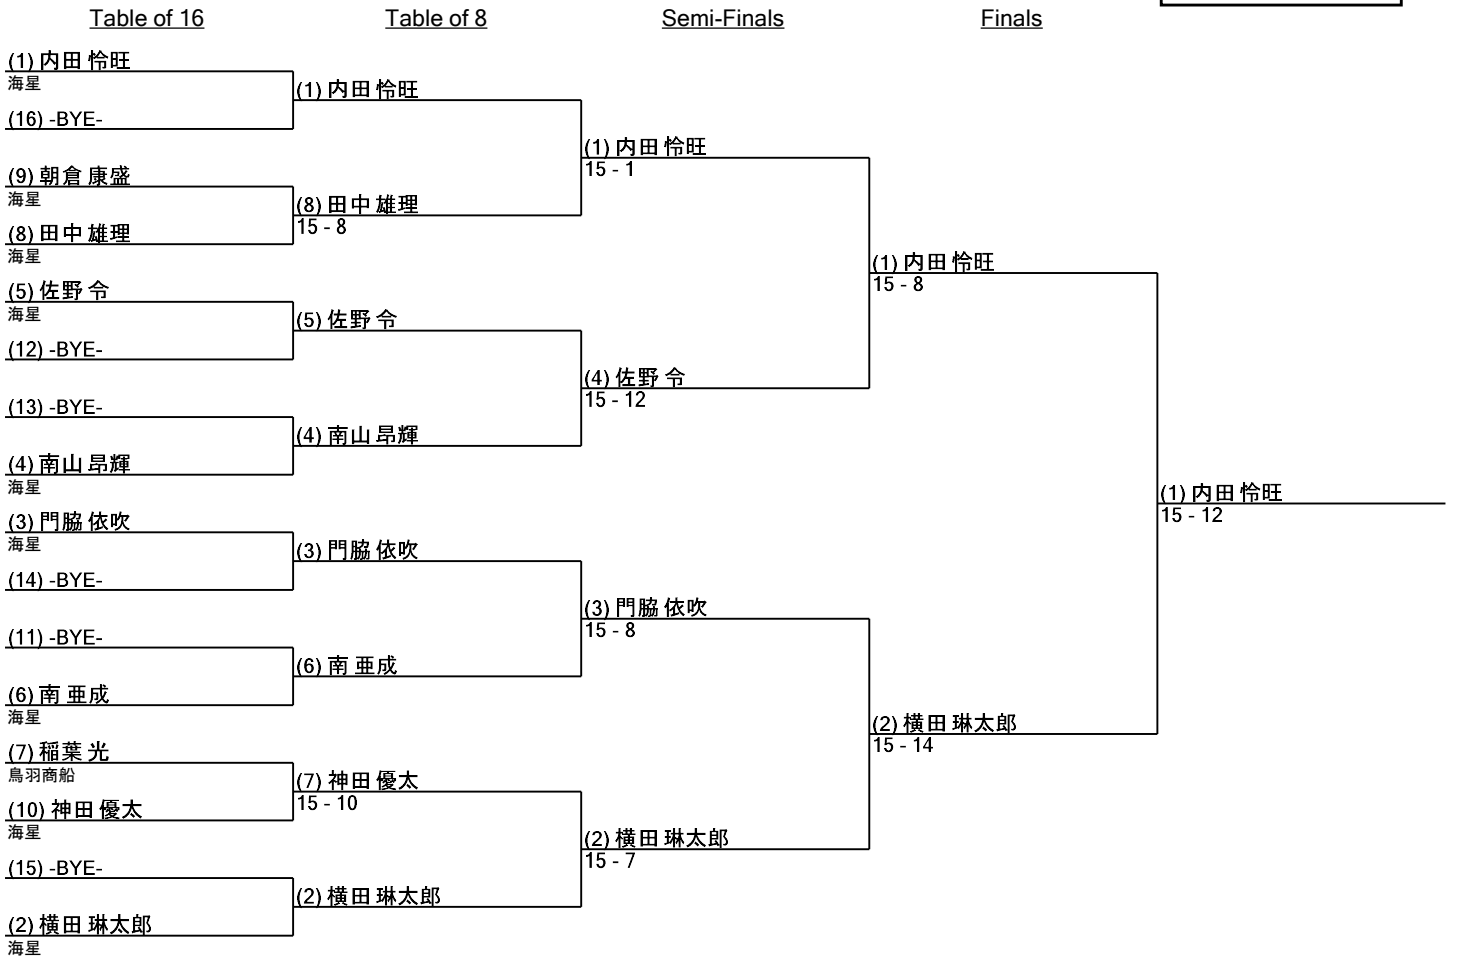 Table of 16
Table of 8
Semi-Finals
Finals
(1) 内田 怜旺
海星
(16) -BYE-
(9) 朝倉 康盛
海星
(8) 田中 雄理
海星
(5) 佐野 令
海星
(12) -BYE-
(13) -BYE-
(4) 南山 昂輝
海星
(3) 門脇 依吹
海星
(14) -BYE-
(11) -BYE-
(6) 南 亜成
海星
(7) 稲葉 光
鳥羽商船
(10) 神田 優太
海星
(15) -BYE-
(2) 横田 琳太郎
海星
(1) 内田 怜旺
(8) 田中 雄理
15 - 8
(5) 佐野 令
(4) 南山 昂輝
(3) 門脇 依吹
(6) 南 亜成
(7) 神田 優太
15 - 10
(2) 横田 琳太郎
(1) 内田 怜旺
15 - 1
(4) 佐野 令
15 - 12
(3) 門脇 依吹
15 - 8
(2) 横田 琳太郎
15 - 7
(1) 内田 怜旺
15 - 8
(2) 横田 琳太郎
15 - 14
(1) 内田 怜旺
15 - 12